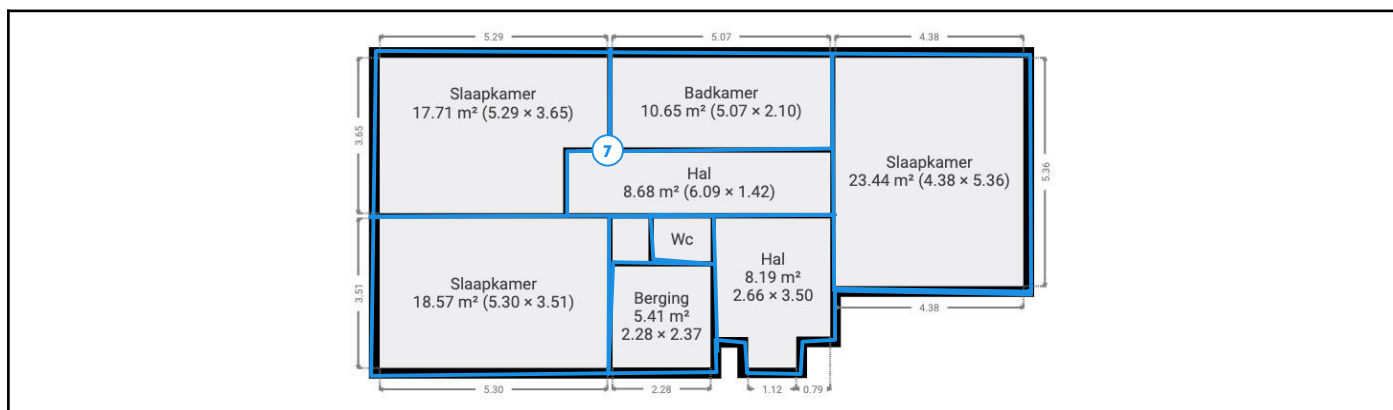 5.29
5.07
4.38
Slaapkamer
17.71 m² (5.29 × 3.65)
Badkamer
10.65 m² (5.07 × 2.10)
3.65
7
Slaapkamer
23.44 m² (4.38 × 5.36)
5.36
Hal
8.68 m² (6.09 × 1.42)
Wc
Hal
8.19 m²
2.66 × 3.50
Slaapkamer
18.57 m² (5.30 × 3.51)
3.51
Berging
5.41 m²
2.28 × 2.37
4.38
5.30
2.28
1.12
0.79